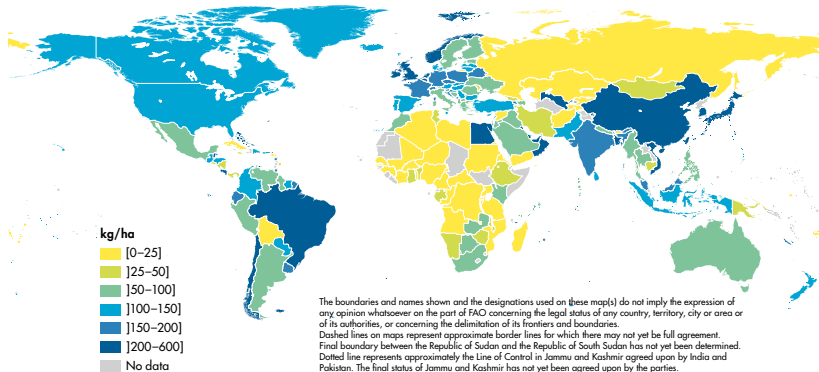 kg/ha
[0–25]
]25–50]
]50–100]
]100–150]
]150–200]
]200–600]
No data
The boundaries and names shown and the designations used on these map(s) do not imply the expression of
any opinion whatsoever on the part of FAO concerning the legal status of any country, territory, city or area or
of its authorities, or concerning the delimitation of its frontiers and boundaries.
Dashed lines on maps represent approximate border lines for which there may not yet be full agreement.
Final boundary between the Republic of Sudan and the Republic of South Sudan has not yet been determined.
Dotted line represents approximately the Line of Control in Jammu and Kashmir agreed upon by India and
Pakistan. The final status of Jammu and Kashmir has not yet been agreed upon by the parties.